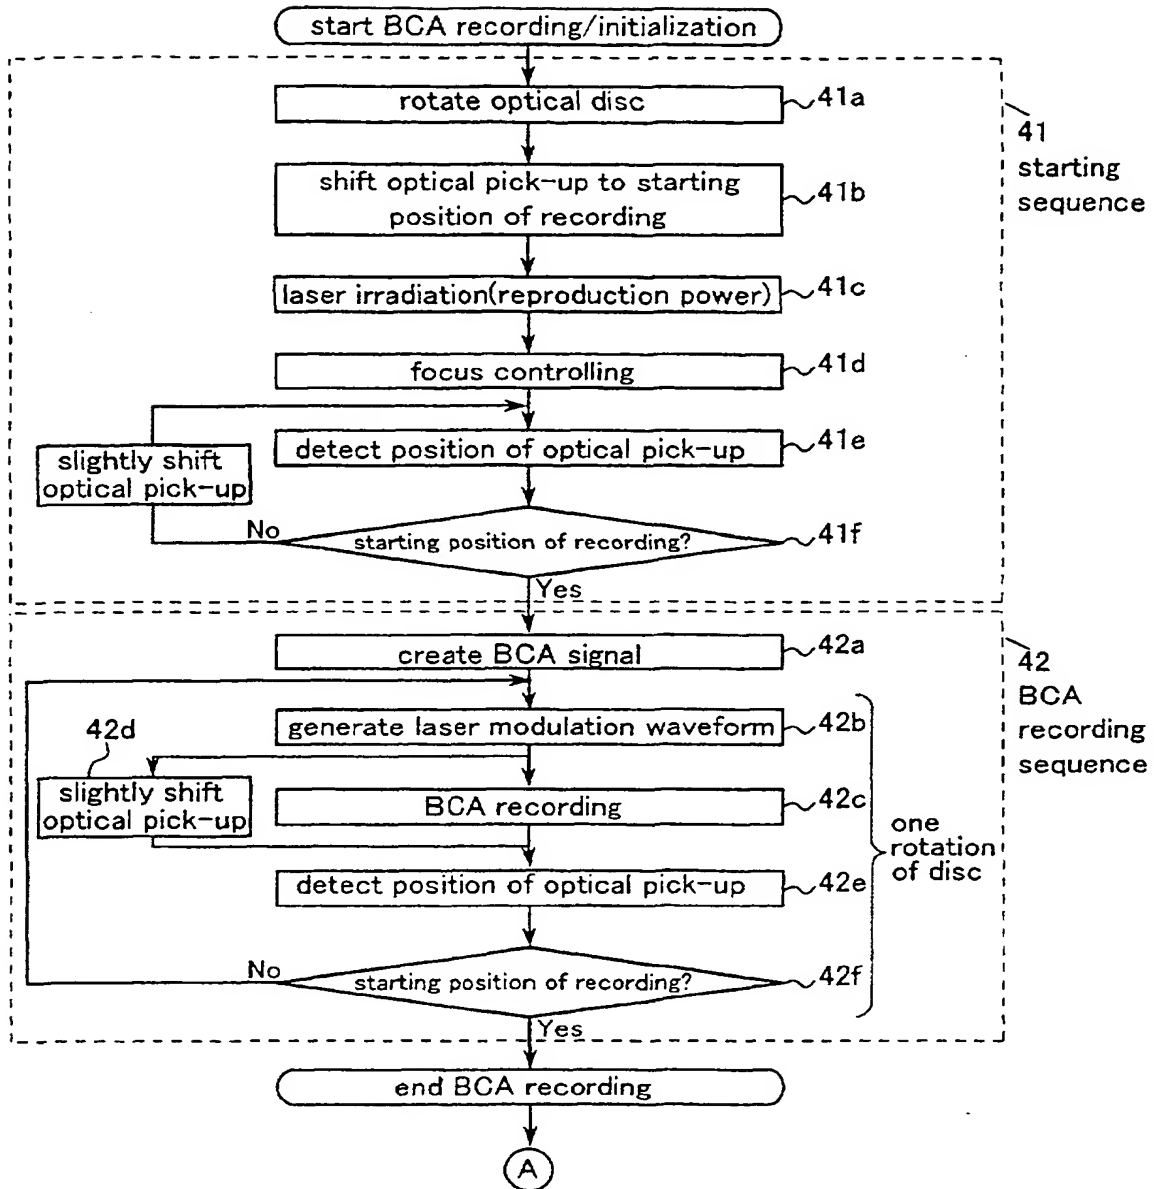 start BCA recording/initialization
rotate optical disc
41a
41
starting
sequence
shift optical pick-up to starting
position of recording
41b
laser irradiation(reproduction power)
41c
focus controlling
41d
detect position of optical pick-up
41e
slightly shift
optical pick-up
No
starting position of recording?
41f
Yes
create BCA signal
42a
42
BCA
recording
sequence
generate laser modulation waveform
42b
42d
slightly shift
optical pick-up
BCA recording
42c
one
rotation
of disc
detect position of optical pick-up
42e
No
starting position of recording?
42f
Yes
end BCA recording
A